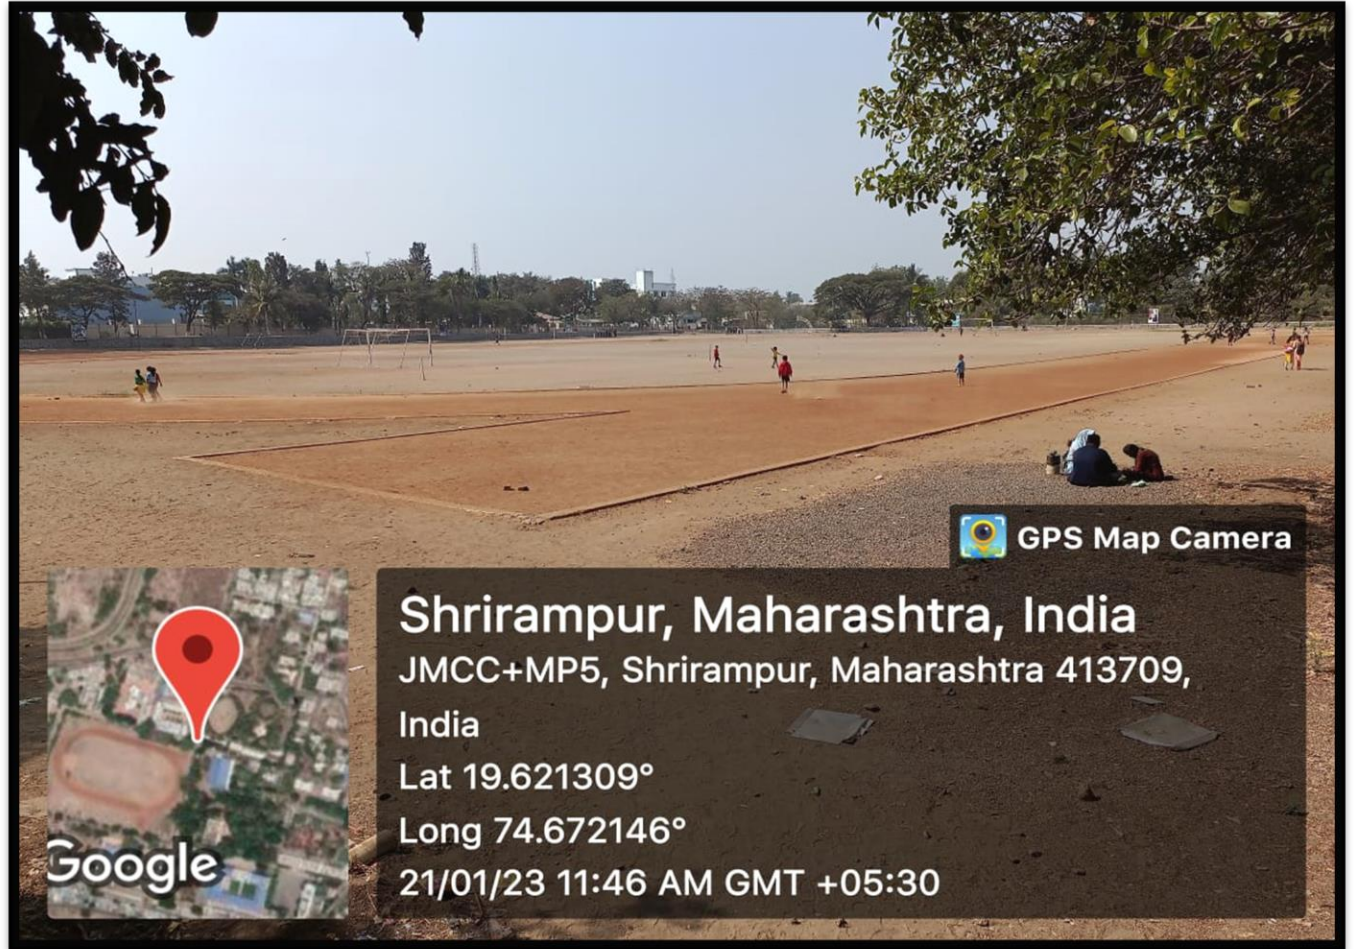 GPS Map Camera
Shrirampur, Maharashtra, India
JMCC+MP5, Shrirampur, Maharashtra 413709,
India
Lat 19.621309°
Long 74.672146°
21/01/23 11:46 AM GMT +05:30
Google